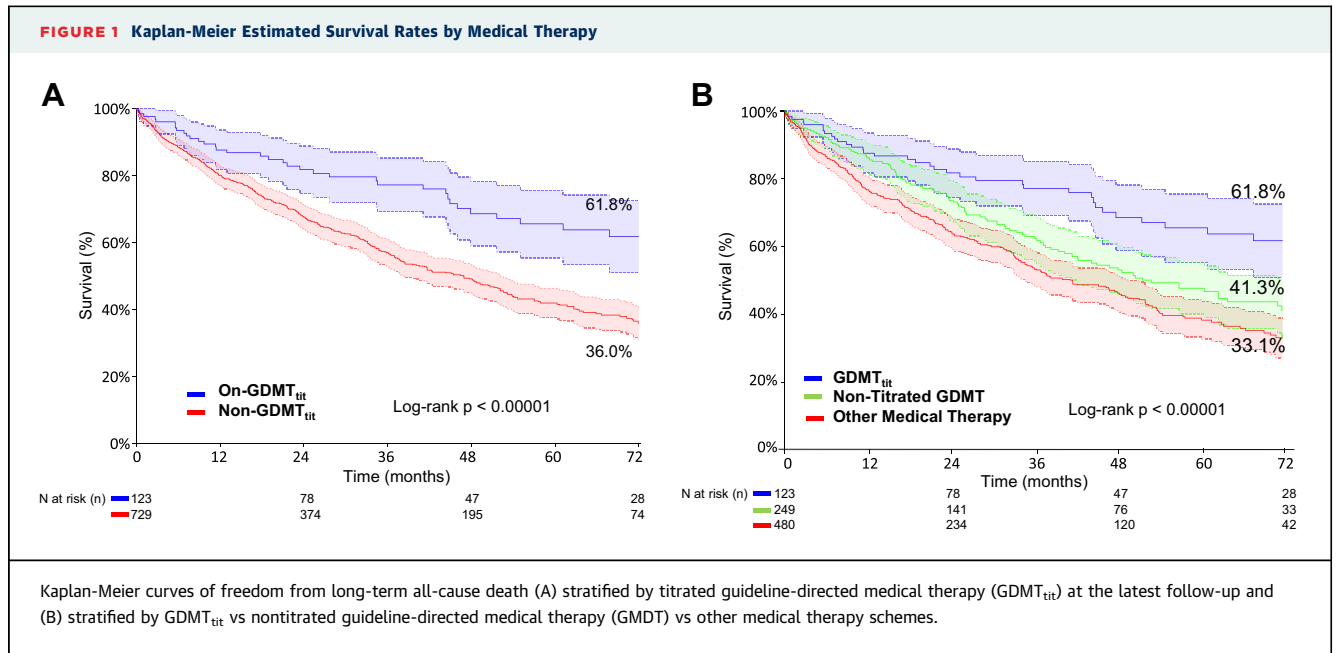 FIGURE 1 Kaplan-Meier Estimated Survival Rates by Medical Therapy
A
Survival (%)
100%
80%
60%
40%
20%
0%
61.8%
36.0%
On-GDMTtit
Non-GDMTtit
Log-rank p < 0.00001
0 12 24 36 48 60 72
Time (months)
N at risk (n)
123 78 47 28
729 374 195 74
B
Survival (%)
100%
80%
60%
40%
20%
0%
61.8%
41.3%
33.1%
GDMTtit
Non-Titrated GDMT
Other Medical Therapy
Log-rank p < 0.00001
0 12 24 36 48 60 72
Time (months)
N at risk (n)
123 78 47 28
249 141 76 33
480 234 120 42
Kaplan-Meier curves of freedom from long-term all-cause death (A) stratified by titrated guideline-directed medical therapy (GDMTtit) at the latest follow-up and
(B) stratified by GDMTtit vs nontitrated guideline-directed medical therapy (GMDT) vs other medical therapy schemes.